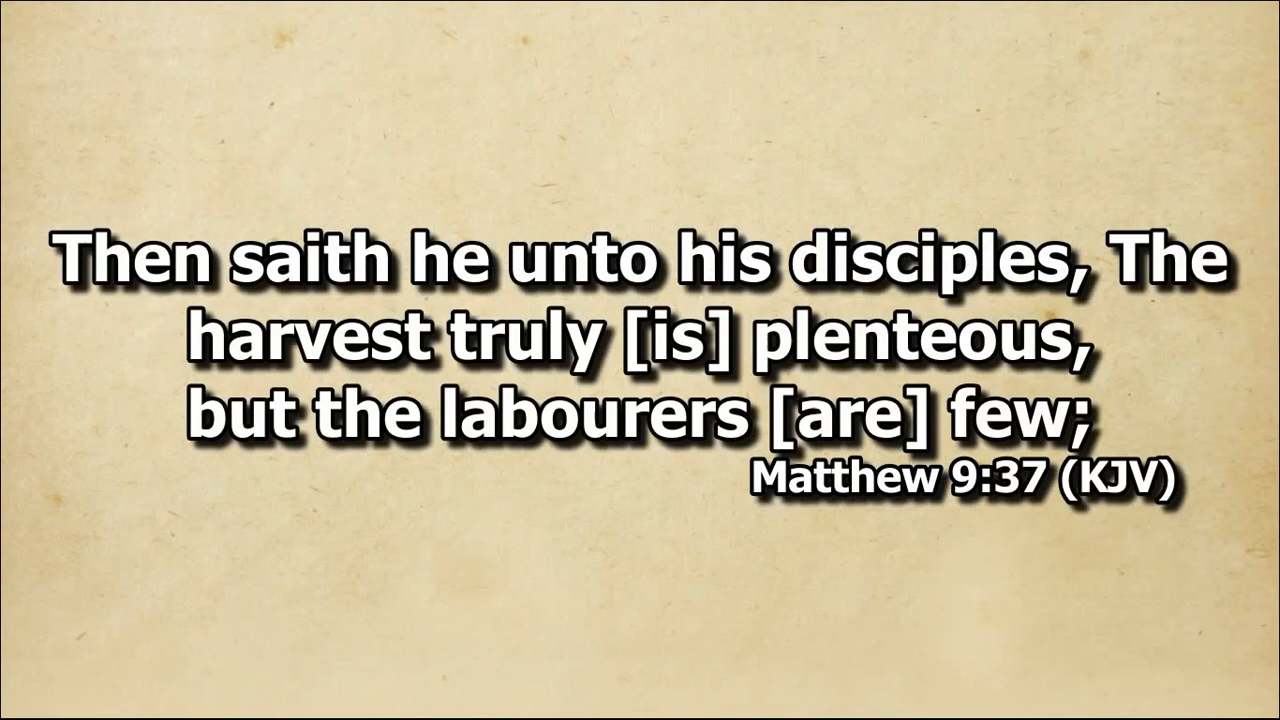 Then saith he unto his disciples, The
harvest truly [is] plenteous,
but the labourers [are] few;
Matthew 9:37 (KJV)